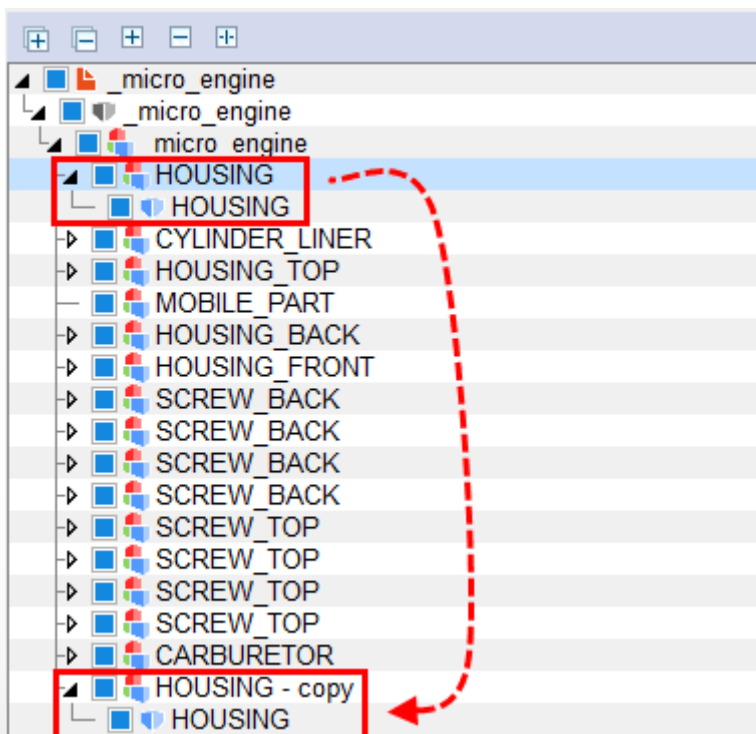 _micro_engine
_micro_engine
_micro_engine
HOUSING
HOUSING
CYLINDER_LINER
HOUSING_TOP
MOBILE_PART
HOUSING_BACK
HOUSING_FRONT
SCREW_BACK
SCREW_BACK
SCREW_BACK
SCREW_BACK
SCREW_TOP
SCREW_TOP
SCREW_TOP
SCREW_TOP
CARBURETOR
HOUSING - copy
HOUSING